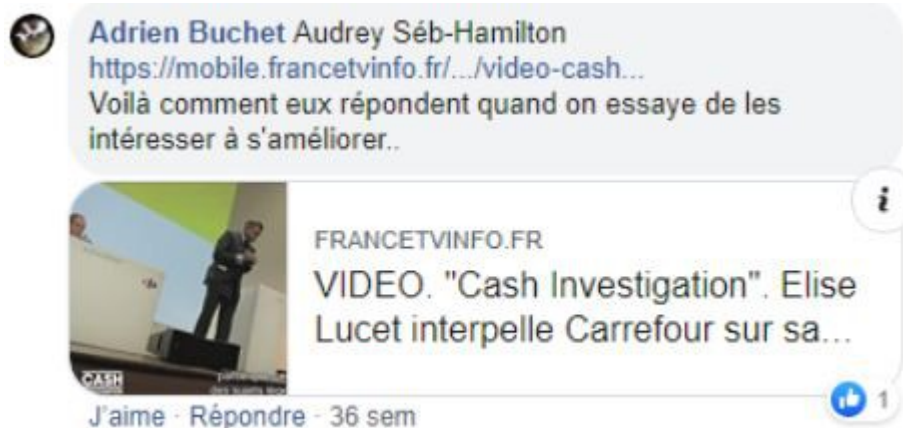 Adrien Buchet Audrey Séb-Hamilton
https://mobile.francetvinfo.fr/.../video-cash...
Voilà comment eux répondent quand on essaye de les
intéresser à s'améliorer..
i
FRANCETVINFO.FR
VIDEO. "Cash Investigation". Elise
Lucet interpelle Carrefour sur sa...
CASH
J'aime · Répondre · 36 sem
1